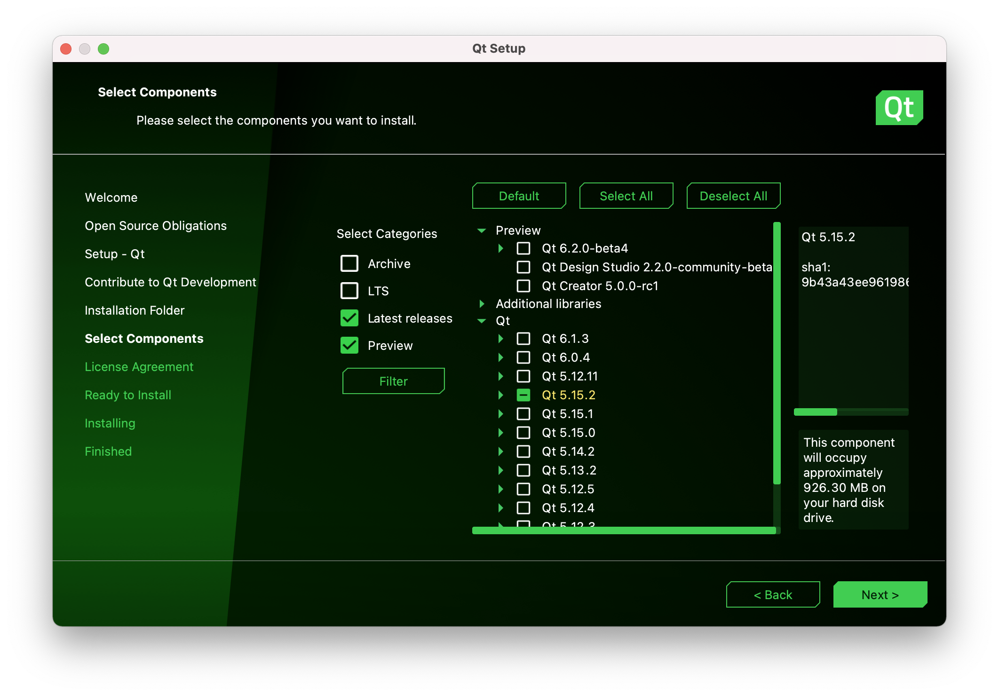 Qt Setup
Select Components
Please select the components you want to install.
Qt
Welcome
Open Source Obligations
Setup - Qt
Contribute to Qt Development
Installation Folder
Select Components
License Agreement
Ready to Install
Installing
Finished
Select Categories
Archive
LTS
Latest releases
Preview
Filter
Default
Select All
Deselect All
Preview
Qt 6.2.0-beta4
Qt Design Studio 2.2.0-community-beta
Qt Creator 5.0.0-rc1
Additional libraries
Qt
Qt 6.1.3
Qt 6.0.4
Qt 5.12.11
Qt 5.15.2
Qt 5.15.1
Qt 5.15.0
Qt 5.14.2
Qt 5.13.2
Qt 5.12.5
Qt 5.12.4
Qt 5.12.3
Qt 5.15.2
sha1:
9b43a43ee961986
This component
will occupy
approximately
926.30 MB on
your hard disk
drive.
< Back
Next >